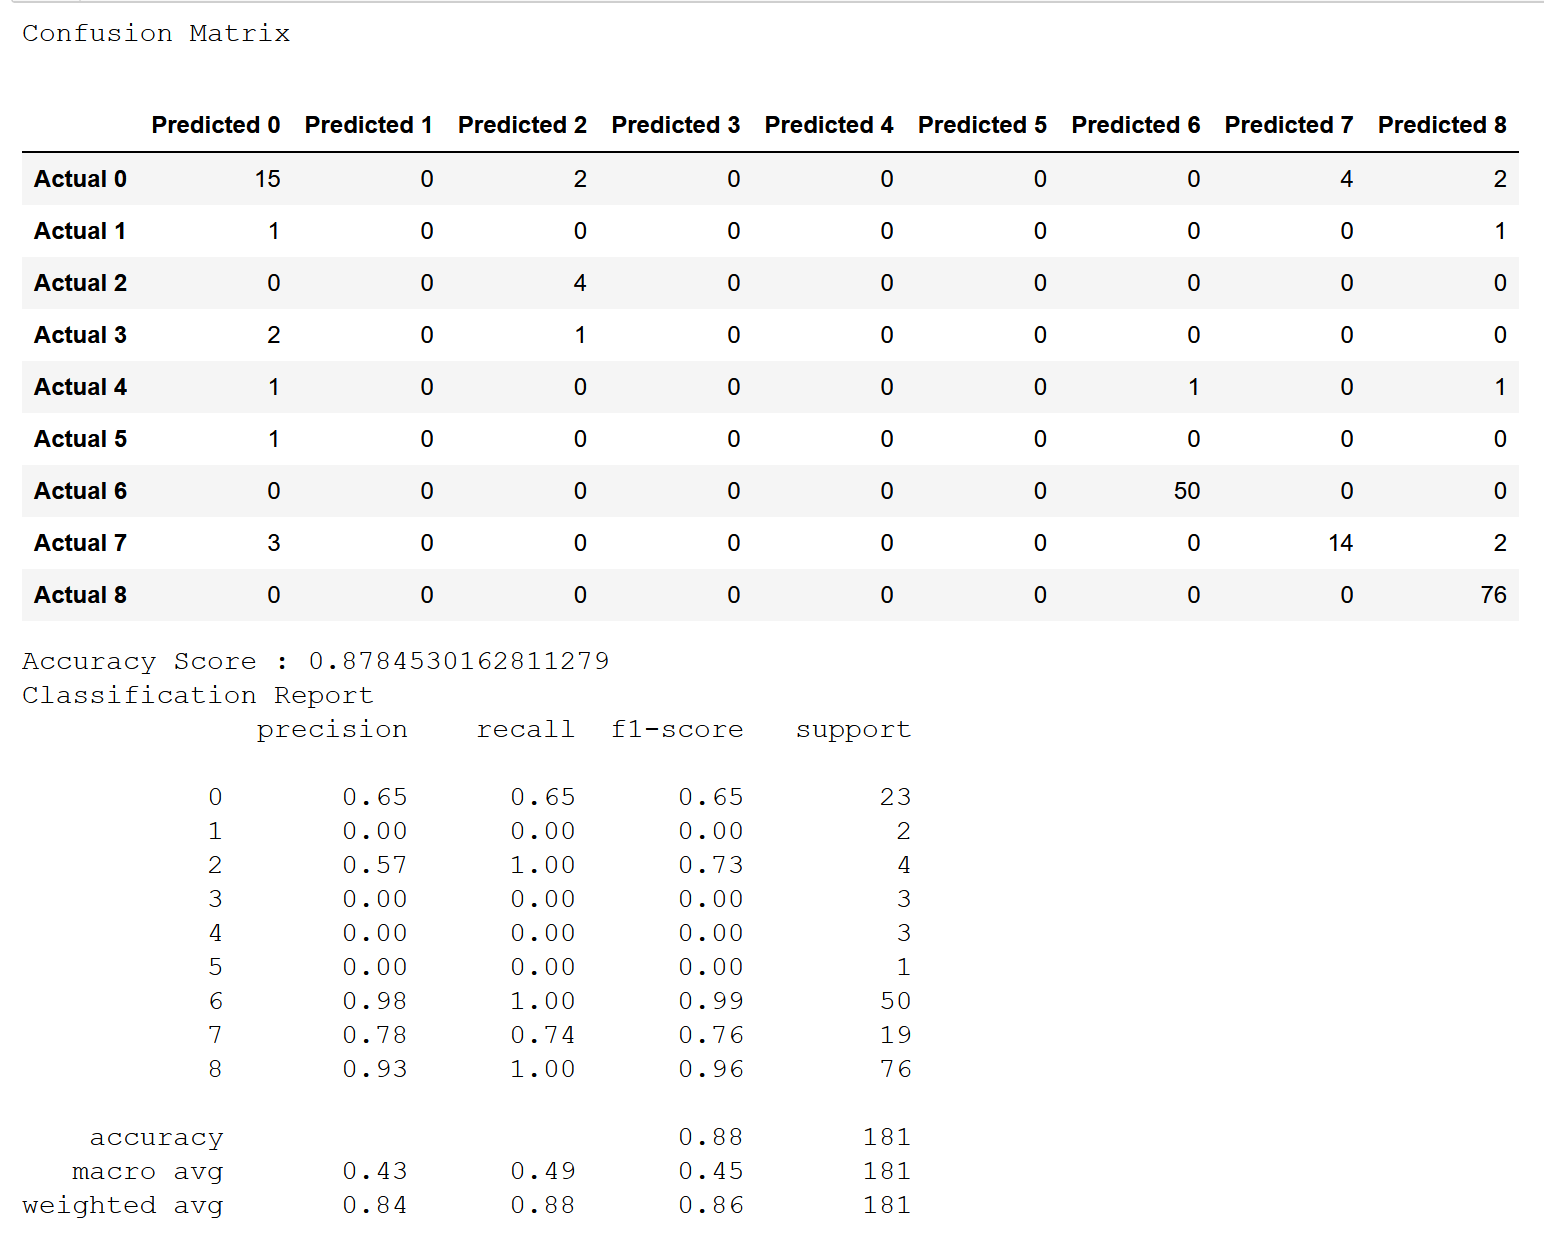 Confusion Matrix
Predicted 0 Predicted 1 Predicted 2 Predicted 3 Predicted 4 Predicted 5 Predicted 6 Predicted 7 Predicted 8
Actual 0 15 0 2 0 0 0 0 4 2
Actual 1 1 0 0 0 0 0 0 0 1
Actual 2 0 0 4 0 0 0 0 0 0
Actual 3 2 0 1 0 0 0 0 0 0
Actual 4 1 0 0 0 0 0 1 0 1
Actual 5 1 0 0 0 0 0 0 0 0
Actual 6 0 0 0 0 0 0 50 0 0
Actual 7 3 0 0 0 0 0 0 14 2
Actual 8 0 0 0 0 0 0 0 0 76
Accuracy Score : 0.8784530162811279
Classification Report
precision recall f1-score support
0 0.65 0.65 0.65 23
1 0.00 0.00 0.00 2
2 0.57 1.00 0.73 4
3 0.00 0.00 0.00 3
4 0.00 0.00 0.00 3
5 0.00 0.00 0.00 1
6 0.98 1.00 0.99 50
7 0.78 0.74 0.76 19
8 0.93 1.00 0.96 76
accuracy 0.88 181
macro avg 0.43 0.49 0.45 181
weighted avg 0.84 0.88 0.86 181